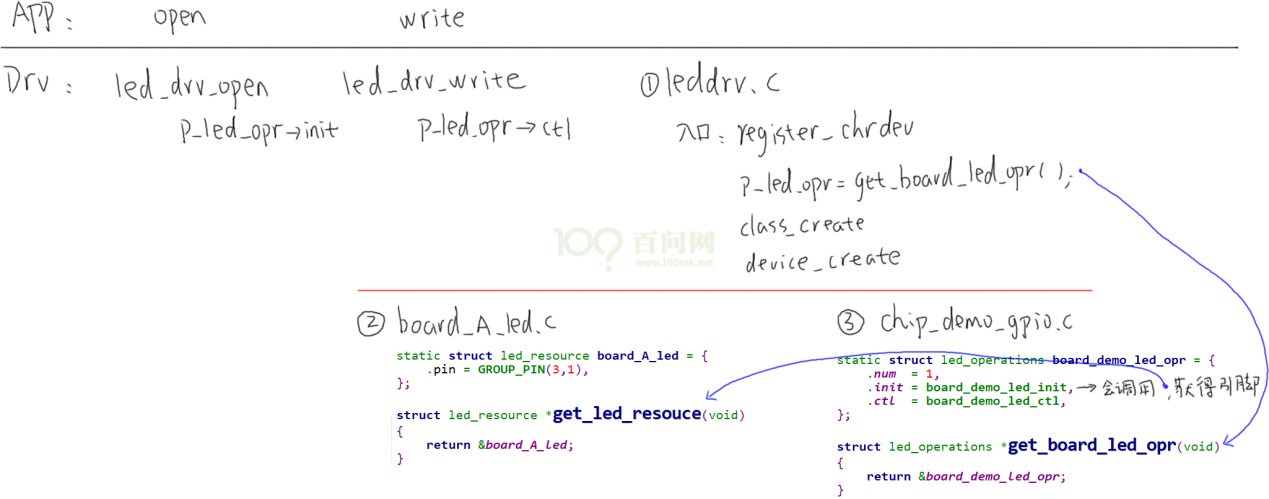 APP: open write
Drv: led_drv_open led_drv_write ①leddrv.c
p_led_opr→init p_led_opr→ctl 入口: register_chrdev
p_led_opr = get_board_led_opr();
class_create
device_create
100? 百问网
www.100ask.net
② board_A_led.c
static struct led_resource board_A_led = {
.pin = GROUP_PIN(3,1),
};
struct led_resource *get_led_resouce(void)
{
return &board_A_led;
}
③ chip_demo_gpio.c
static struct led_operations board_demo_led_opr = {
.num = 1,
.init = board_demo_led_init, →会调用,获得引脚
.ctl = board_demo_led_ctl,
};
struct led_operations *get_board_led_opr(void)
{
return &board_demo_led_opr;
}